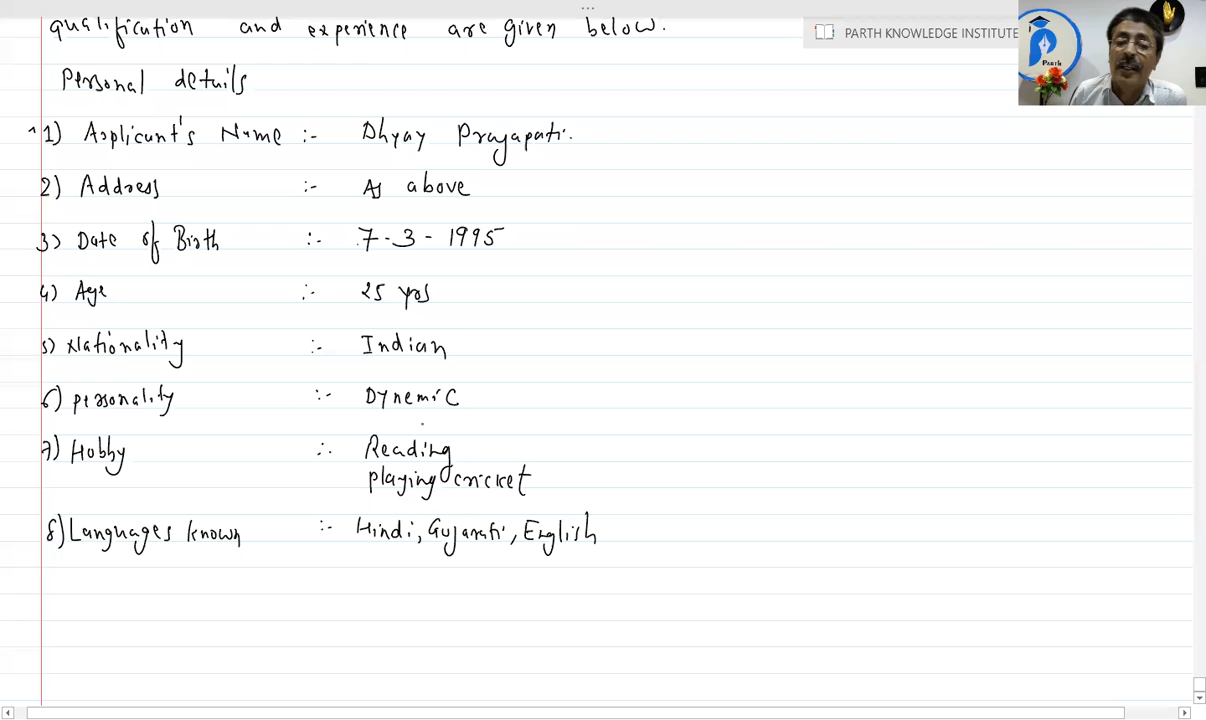 qualification and experience are given below.
PARTH KNOWLEDGE INSTITUTE
Parth
Personal details
1) Applicant's Name :- Dhyay Prajapati.
2) Address :- As above
3) Date of Birth :- 7-3-1995
4) Age :- 25 yrs
5) Nationality :- Indian
6) personality :- Dynemic
7) Hobby :- Reading
playing cricket
8) Languages known :- Hindi, Gujarati, English